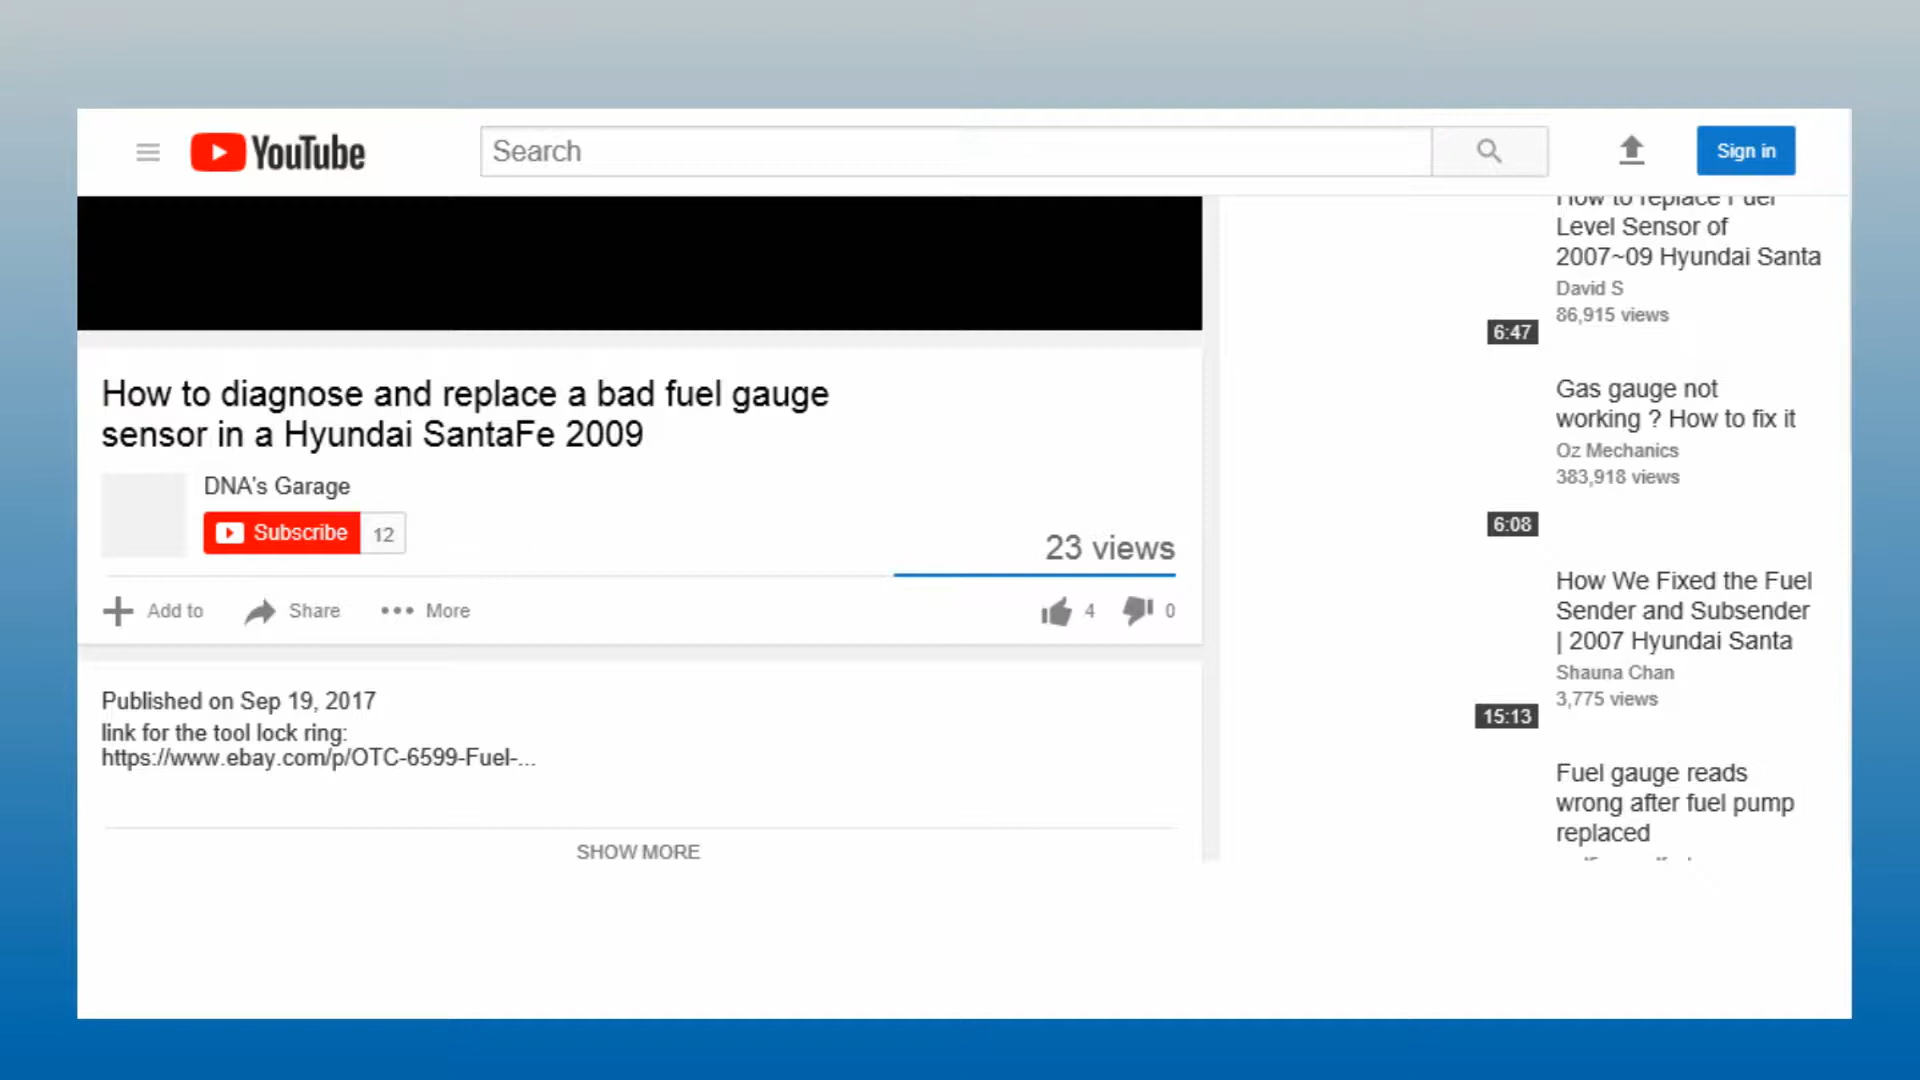 YouTube
Search
Sign in
How to replace Fuel
Level Sensor of
2007~09 Hyundai Santa
David S
86,915 views
6:47
How to diagnose and replace a bad fuel gauge
sensor in a Hyundai SantaFe 2009
DNA's Garage
Subscribe 12
23 views
Add to Share More 4 0
Published on Sep 19, 2017
link for the tool lock ring:
https://www.ebay.com/p/OTC-6599-Fuel-...
SHOW MORE
Gas gauge not
working ? How to fix it
Oz Mechanics
383,918 views
6:08
How We Fixed the Fuel
Sender and Subsender
| 2007 Hyundai Santa
Shauna Chan
3,775 views
15:13
Fuel gauge reads
wrong after fuel pump
replaced